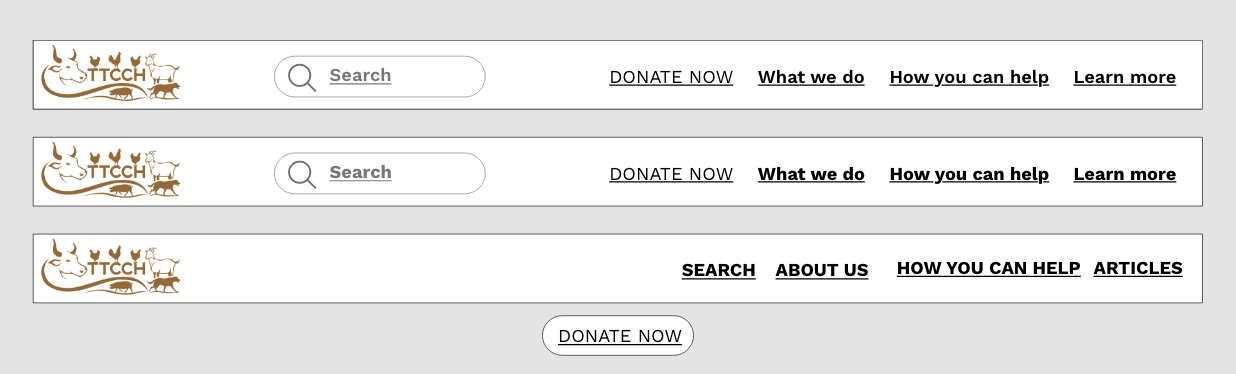 TTCCH Search DONATE NOW What we do How you can help Learn more
TTCCH Search DONATE NOW What we do How you can help Learn more
TTCCH SEARCH ABOUT US HOW YOU CAN HELP ARTICLES
DONATE NOW